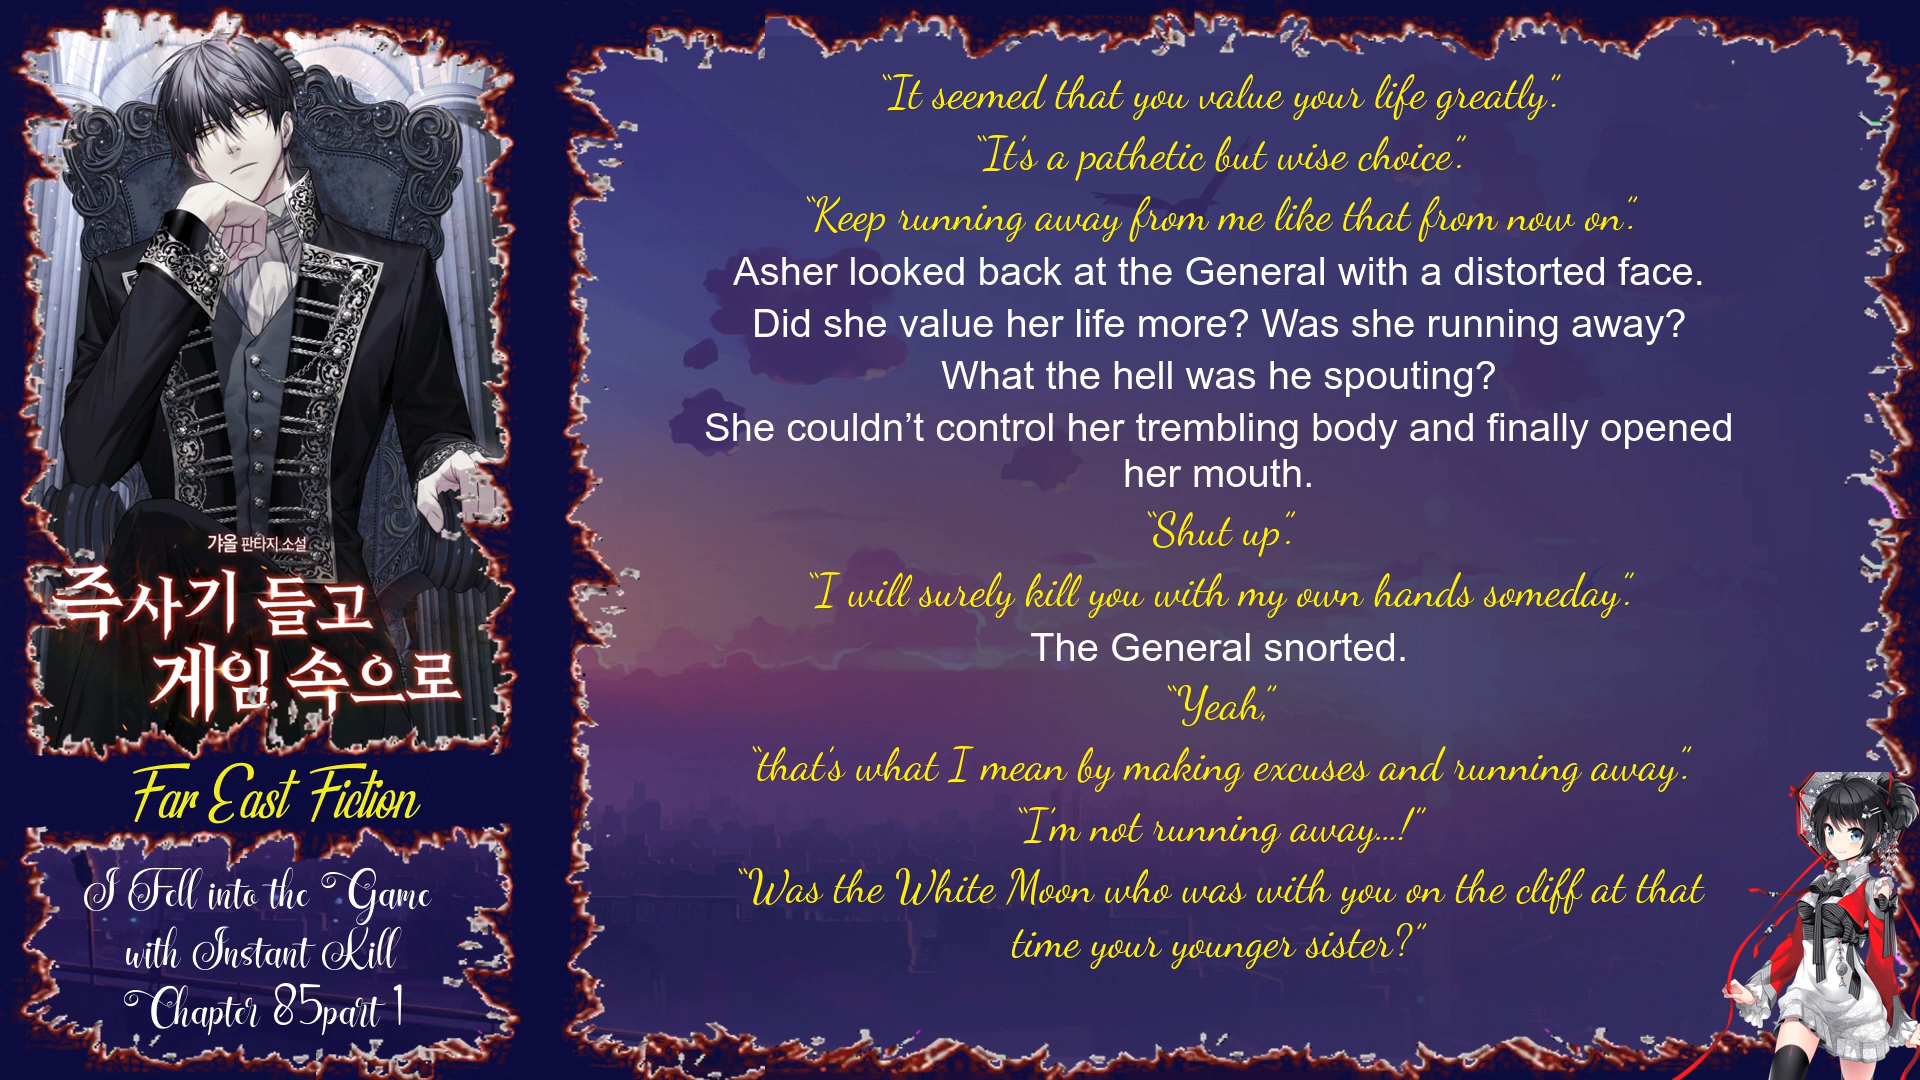 갸올 판타지 소설
즉사기 들고
게임 속으로
Far East Fiction
I Fell into the Game
with Instant Kill
Chapter 85part 1
“It seemed that you value your life greatly.”
“It’s a pathetic but wise choice.”
“Keep running away from me like that from now on.”
Asher looked back at the General with a distorted face.
Did she value her life more? Was she running away?
What the hell was he spouting?
She couldn’t control her trembling body and finally opened
her mouth.
“Shut up.”
“I will surely kill you with my own hands someday.”
The General snorted.
“Yeah,”
“that’s what I mean by making excuses and running away.”
“I’m not running away…!”
“Was the White Moon who was with you on the cliff at that
time your younger sister?”